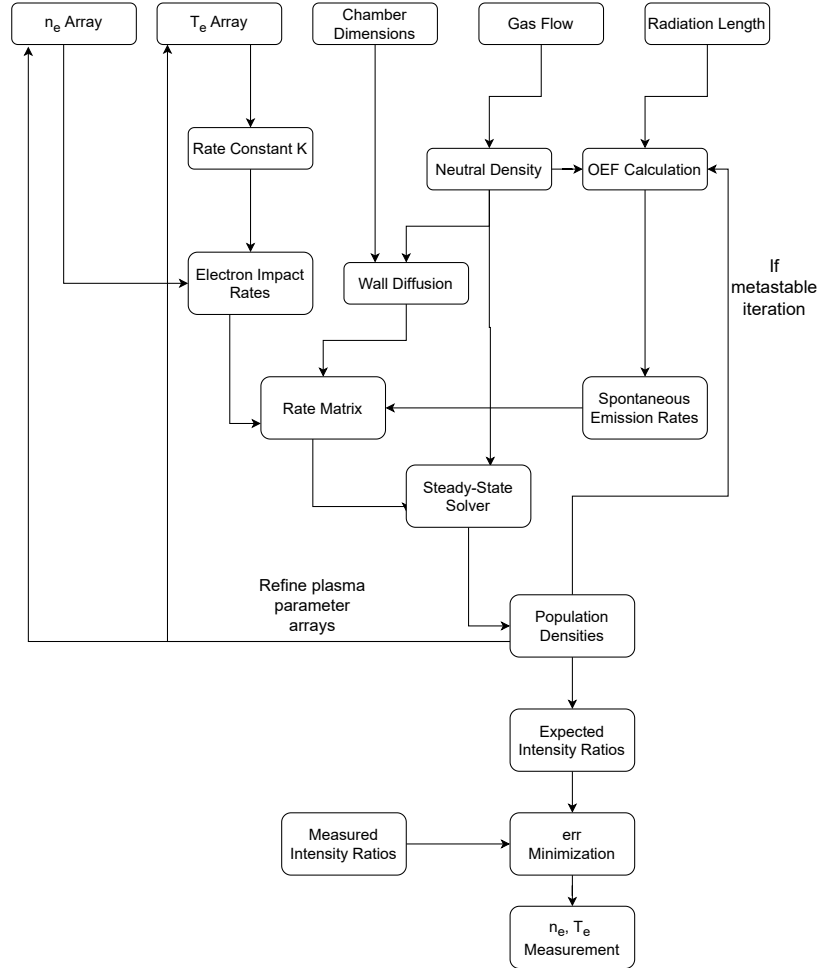 nₑ Array
Tₑ Array
Chamber
Dimensions
Gas Flow
Radiation Length
Rate Constant K
Neutral Density
OEF Calculation
Electron Impact
Rates
Wall Diffusion
If
metastable
iteration
Rate Matrix
Spontaneous
Emission Rates
Steady-State
Solver
Refine plasma
parameter
arrays
Population
Densities
Expected
Intensity Ratios
Measured
Intensity Ratios
err
Minimization
nₑ, Tₑ
Measurement